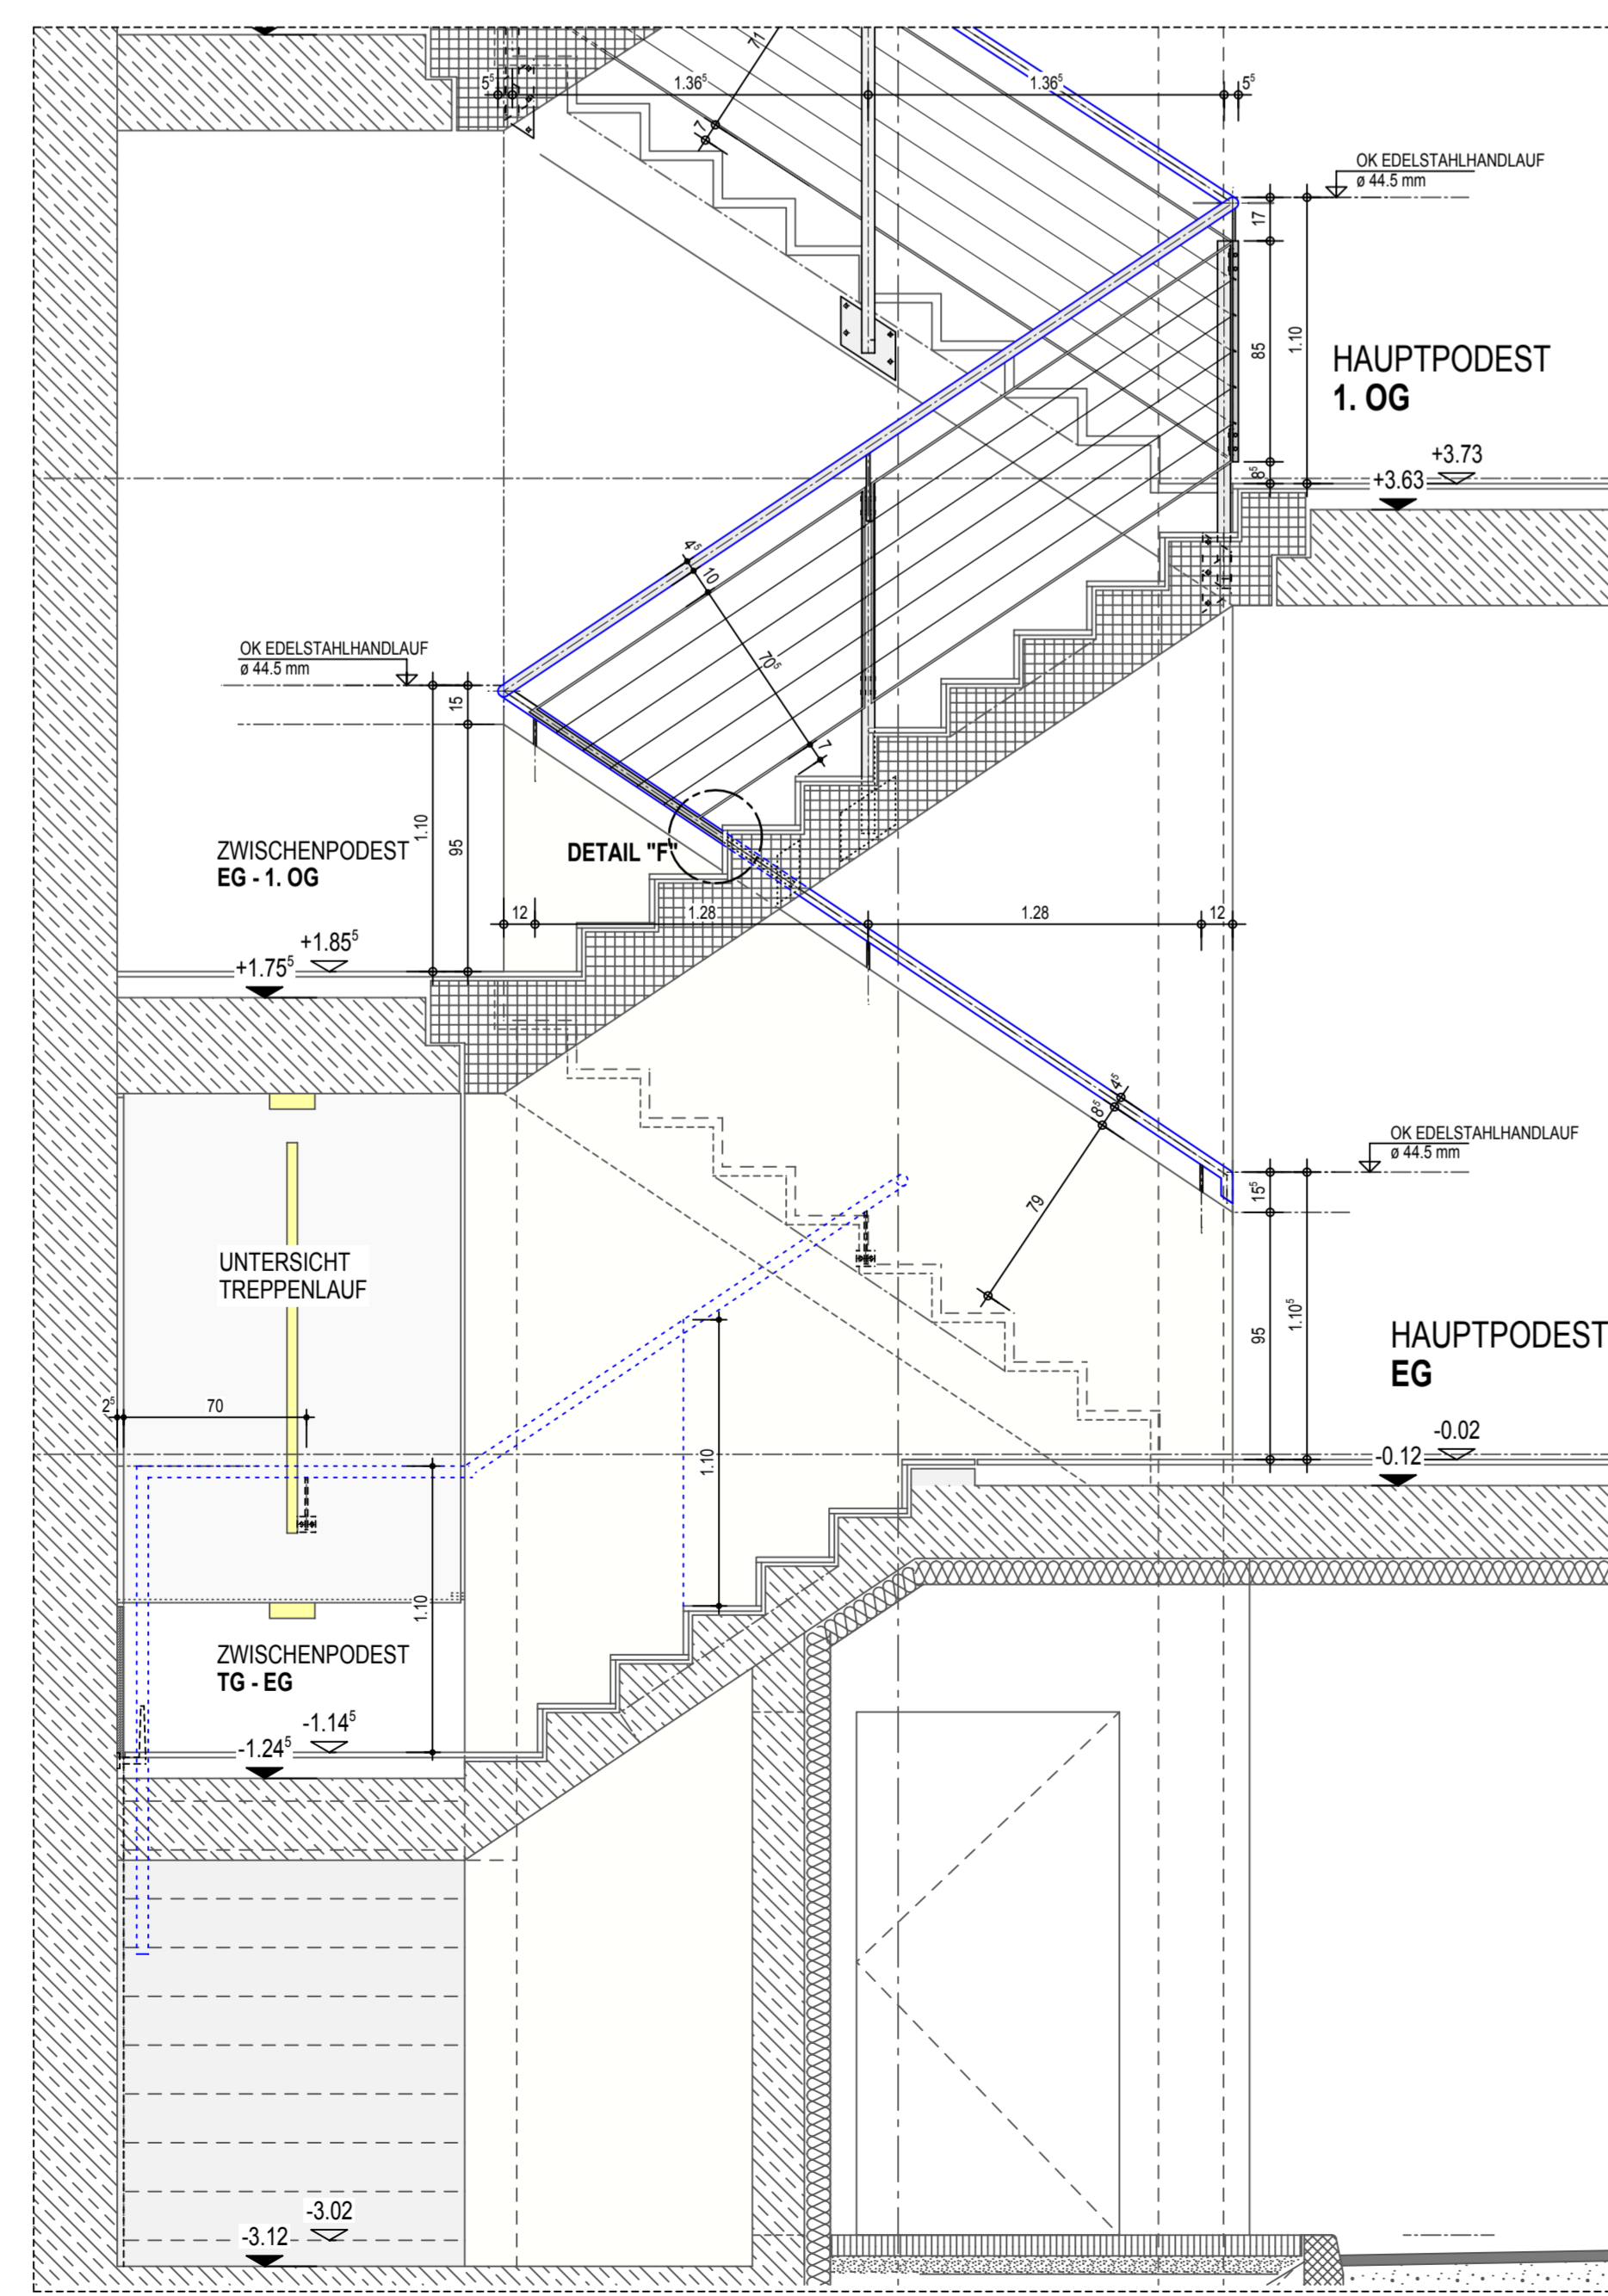 71
5⁵
1.36⁵
1.36⁵
5⁵
7
OK EDELSTAHLHANDLAUF
ø 44.5 mm
17
85
1.10
HAUPTPODEST
1. OG
+3.73
+3.63
8⁵
4⁵
10
70⁵
7
OK EDELSTAHLHANDLAUF
ø 44.5 mm
15
1.10
95
ZWISCHENPODEST
EG - 1. OG
DETAIL "F"
12
1.28
1.28
12
+1.85⁵
+1.75⁵
4⁵
8⁵
79
OK EDELSTAHLHANDLAUF
ø 44.5 mm
15⁵
95
1.10⁵
UNTERSICHT
TREPPENLAUF
HAUPTPODEST
EG
2⁵
70
-0.02
-0.12
1.10
1.10
ZWISCHENPODEST
TG - EG
-1.14⁵
-1.24⁵
-3.02
-3.12